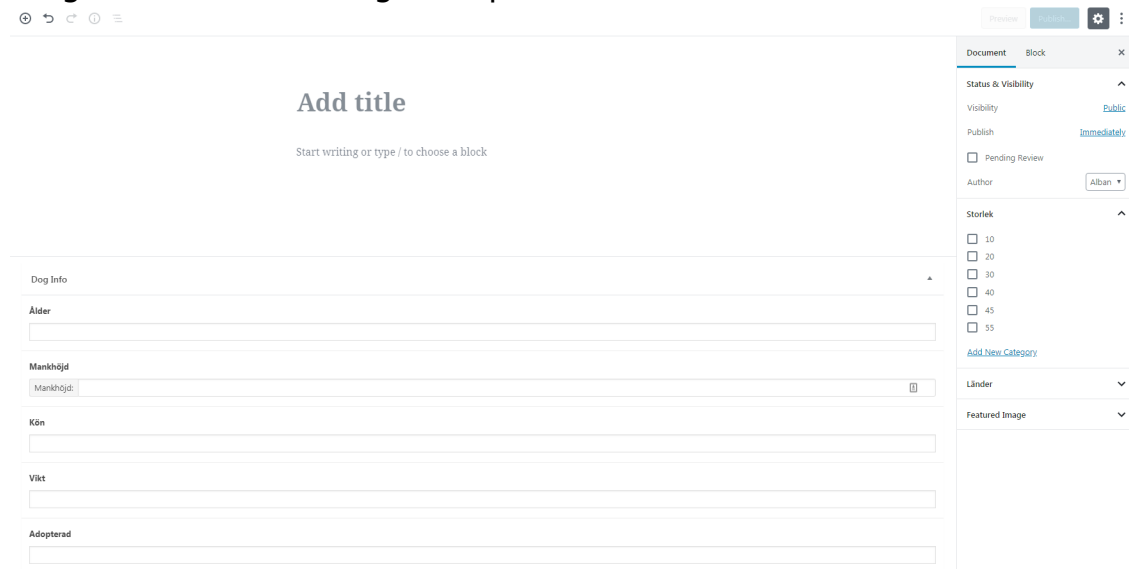 Preview
Publish...
Document Block ×
Add title
Start writing or type / to choose a block
Status & Visibility
Visibility Public
Publish Immediately
Pending Review
Author Alban
Storlek
10
20
30
40
45
55
Add New Category
Länder
Featured Image
Dog Info
Ålder
Mankhöjd
Mankhöjd:
Kön
Vikt
Adopterad